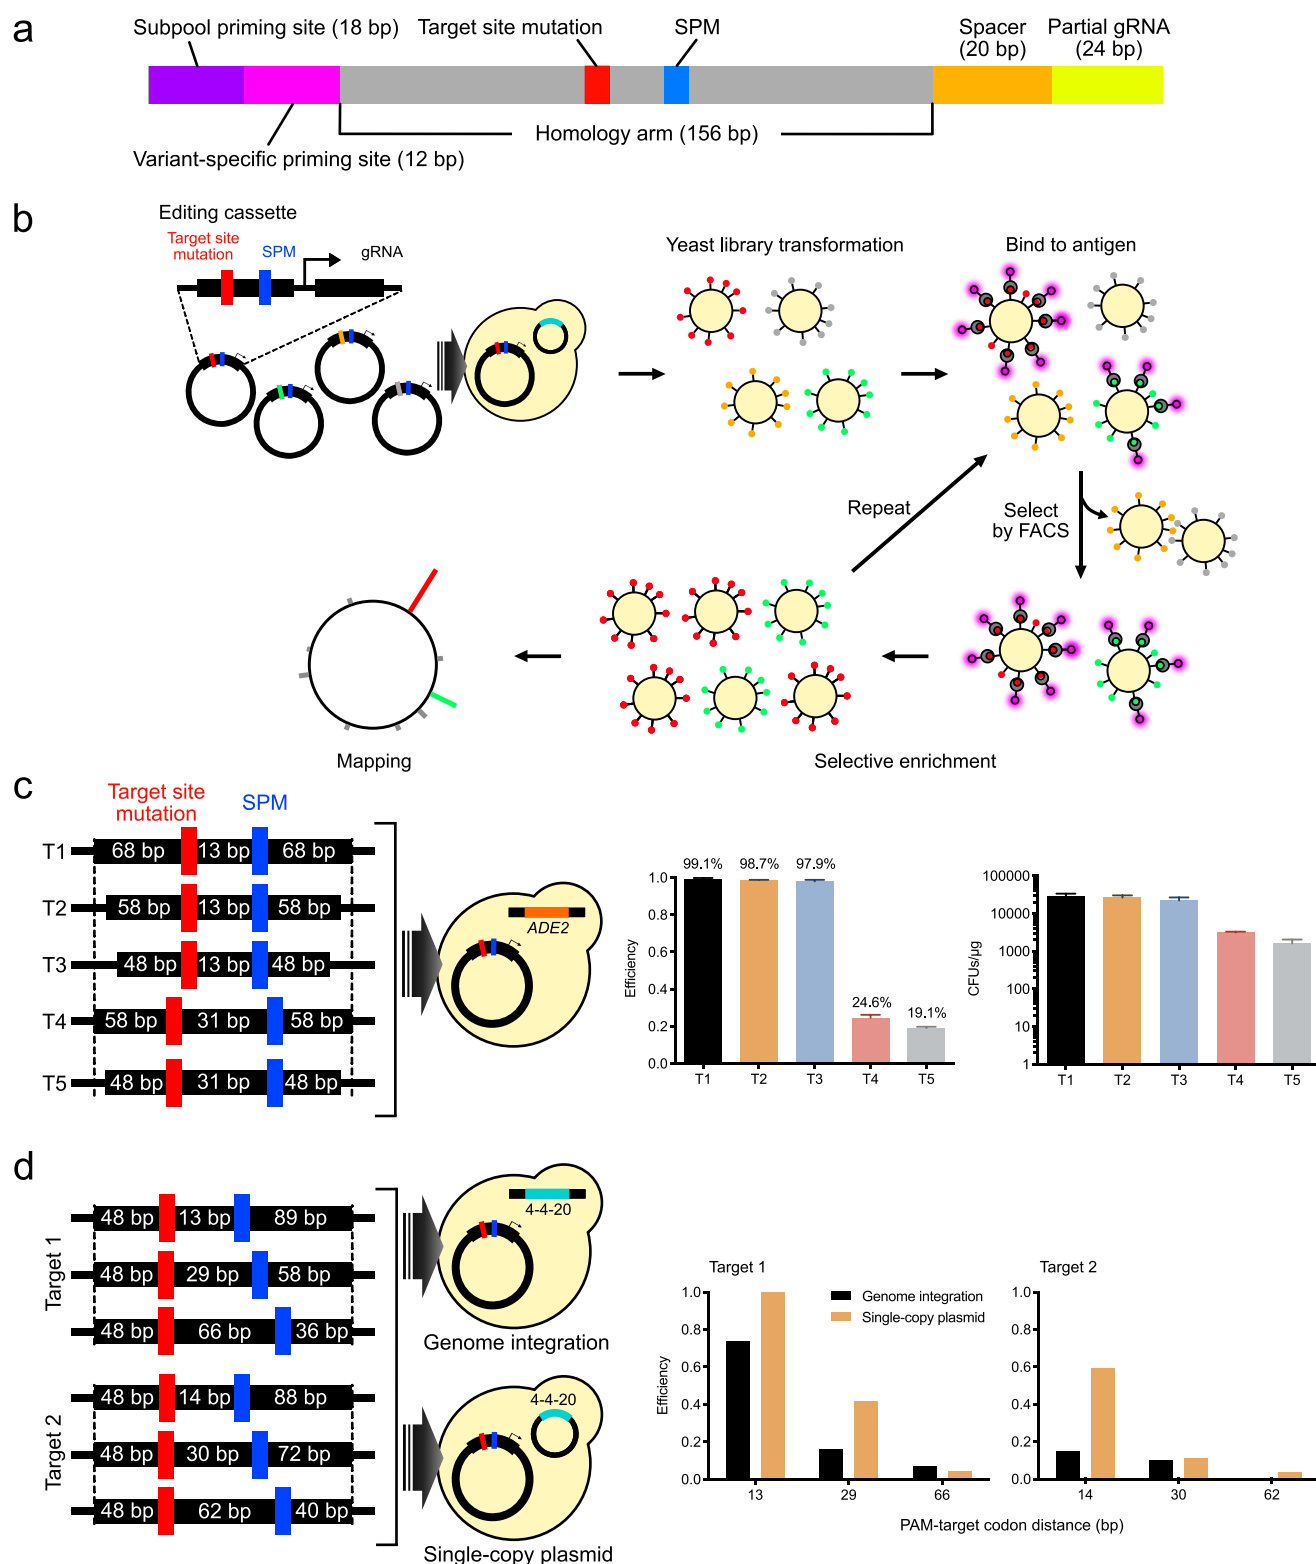 a
Subpool priming site (18 bp)
Target site mutation
SPM
Spacer
(20 bp)
Partial gRNA
(24 bp)
Homology arm (156 bp)
Variant-specific priming site (12 bp)
b
Editing cassette
Target site
mutation
SPM
gRNA
Yeast library transformation
Bind to antigen
Repeat
Select
by FACS
Mapping
Selective enrichment
c
Target site
mutation
SPM
T1 68 bp 13 bp 68 bp
T2 58 bp 13 bp 58 bp
T3 48 bp 13 bp 48 bp
T4 58 bp 31 bp 58 bp
T5 48 bp 31 bp 48 bp
ADE2
Efficiency
1.0
0.8
0.6
0.4
0.2
0.0
99.1%
98.7%
97.9%
24.6%
19.1%
T1 T2 T3 T4 T5
CFUs/µg
100000
10000
1000
100
10
1
T1 T2 T3 T4 T5
d
Target 1
48 bp 13 bp 89 bp
48 bp 29 bp 58 bp
48 bp 66 bp 36 bp
Target 2
48 bp 14 bp 88 bp
48 bp 30 bp 72 bp
48 bp 62 bp 40 bp
4-4-20
Genome integration
4-4-20
Single-copy plasmid
Target 1
Efficiency
1.0
0.8
0.6
0.4
0.2
0.0
13 29 66
Genome integration
Single-copy plasmid
Target 2
1.0
0.8
0.6
0.4
0.2
0.0
14 30 62
PAM-target codon distance (bp)